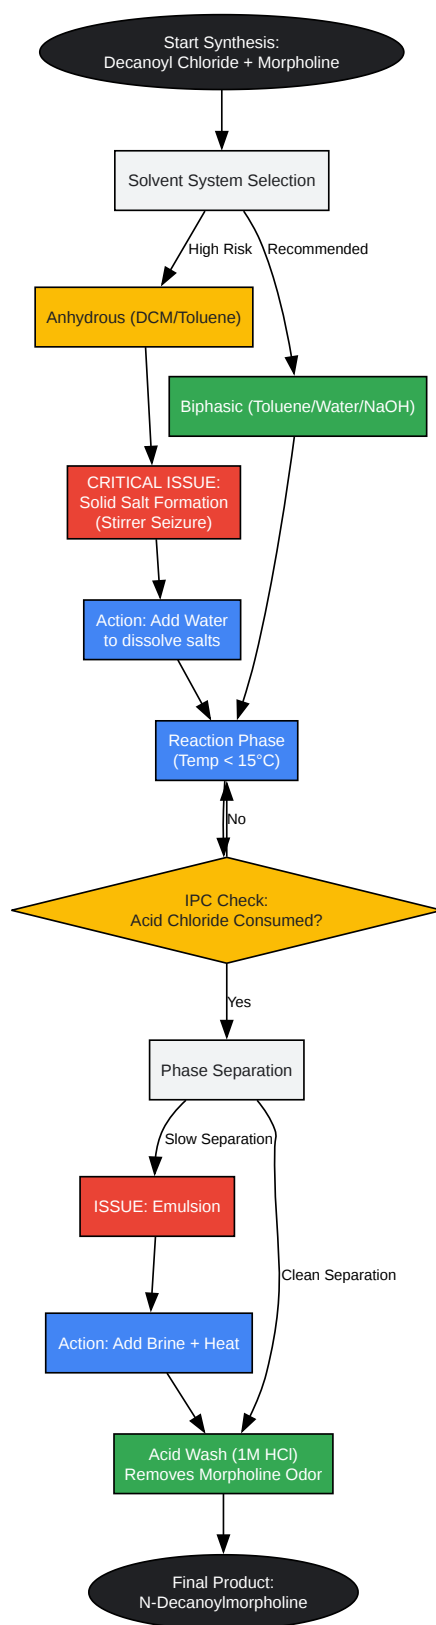 Start Synthesis:
Decanoyl Chloride + Morpholine
Solvent System Selection
High Risk
Recommended
Anhydrous (DCM/Toluene)
Biphasic (Toluene/Water/NaOH)
CRITICAL ISSUE:
Solid Salt Formation
(Stirrer Seizure)
Action: Add Water
to dissolve salts
Reaction Phase
(Temp < 15°C)
No
IPC Check:
Acid Chloride Consumed?
Yes
Phase Separation
Slow Separation
ISSUE: Emulsion
Clean Separation
Action: Add Brine + Heat
Acid Wash (1M HCl)
Removes Morpholine Odor
Final Product:
N-Decanoylmorpholine